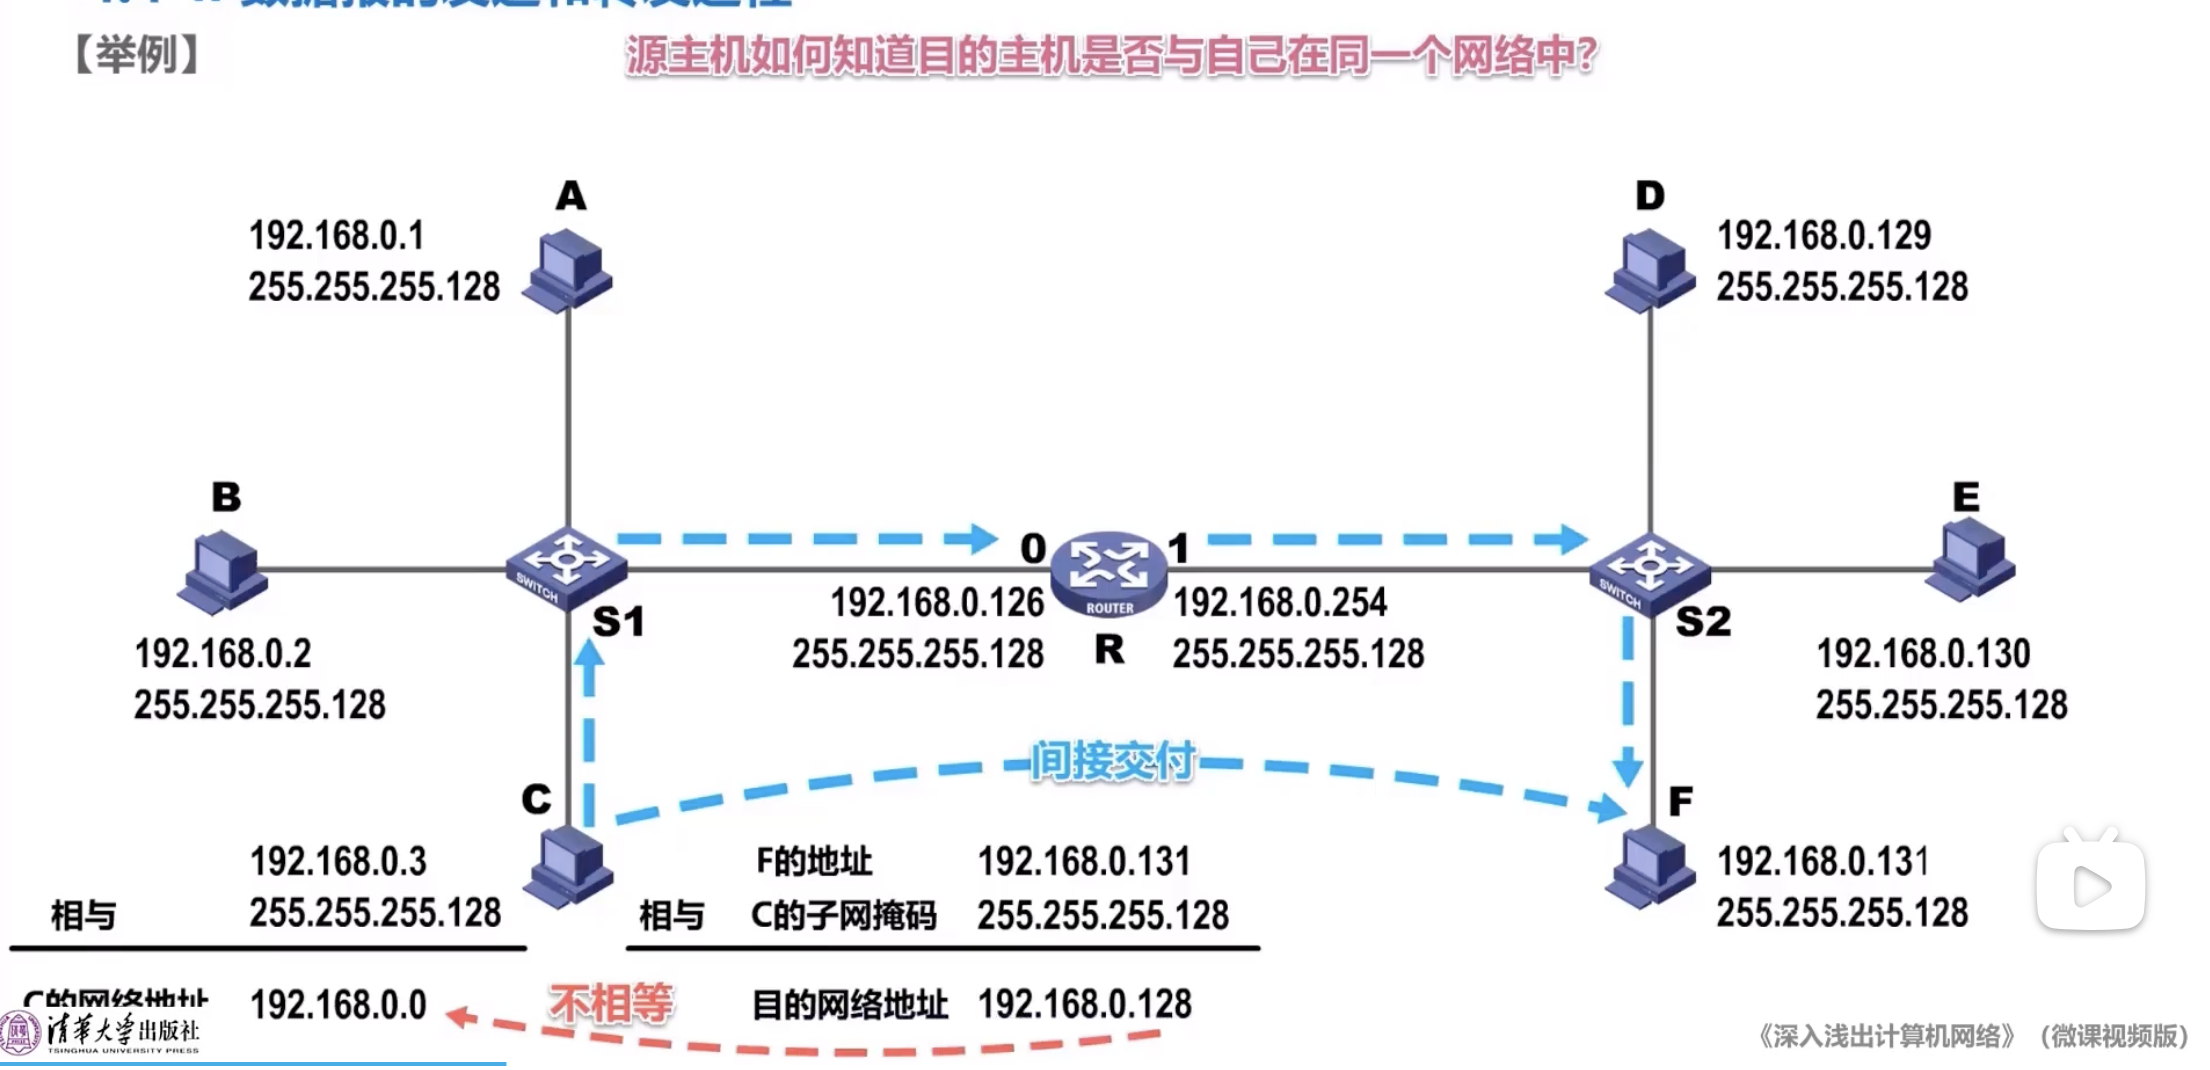 【举例】
源主机如何知道目的主机是否与自己在同一个网络中?
A
192.168.0.1
255.255.255.128
D
192.168.0.129
255.255.255.128
B
192.168.0.2
255.255.255.128
SWITCH
S1
0
1
192.168.0.126
255.255.255.128
ROUTER
R
192.168.0.254
255.255.255.128
SWITCH
S2
E
192.168.0.130
255.255.255.128
间接交付
C
192.168.0.3
相与 255.255.255.128
C的网络地址 192.168.0.0
F的地址 192.168.0.131
相与 C的子网掩码 255.255.255.128
不相等
目的网络地址 192.168.0.128
F
192.168.0.131
255.255.255.128
清华大学出版社
TSINGHUA UNIVERSITY PRESS
《深入浅出计算机网络》(微课视频版)